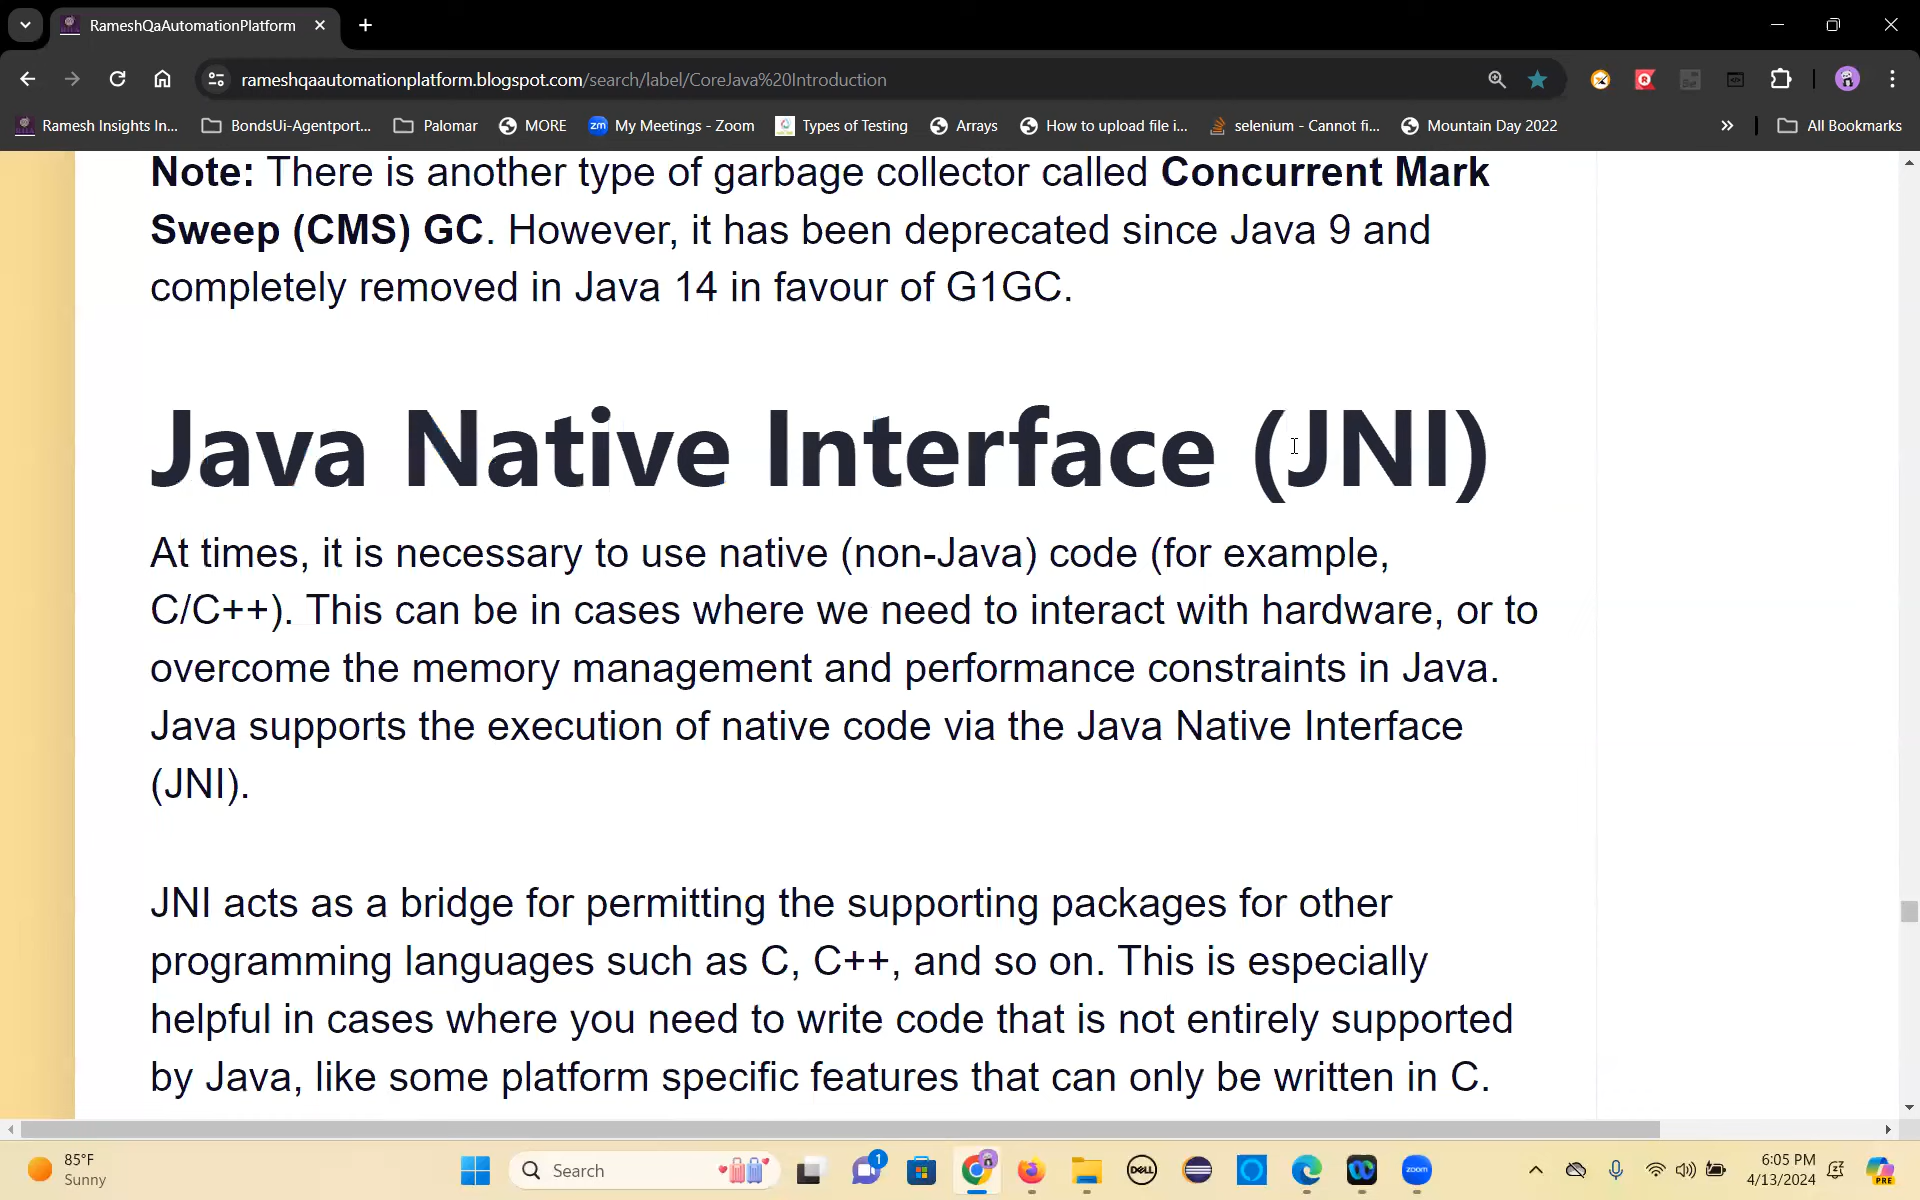 RameshQaAutomationPlatform
rameshqaautomationplatform.blogspot.com/search/label/CoreJava%20Introduction
Ramesh Insights In... BondsUi-Agentport... Palomar MORE My Meetings - Zoom Types of Testing Arrays How to upload file i... selenium - Cannot fi... Mountain Day 2022 » All Bookmarks
Note: There is another type of garbage collector called Concurrent Mark
Sweep (CMS) GC. However, it has been deprecated since Java 9 and
completely removed in Java 14 in favour of G1GC.
Java Native Interface (JNI)
At times, it is necessary to use native (non-Java) code (for example,
C/C++). This can be in cases where we need to interact with hardware, or to
overcome the memory management and performance constraints in Java.
Java supports the execution of native code via the Java Native Interface
(JNI).
JNI acts as a bridge for permitting the supporting packages for other
programming languages such as C, C++, and so on. This is especially
helpful in cases where you need to write code that is not entirely supported
by Java, like some platform specific features that can only be written in C.
85°F
Sunny
Search
1
DELL
zoom
6:05 PM
4/13/2024
PRE